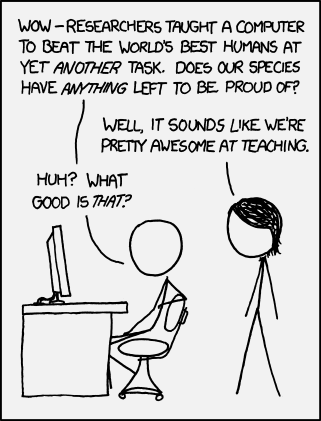 WOW – RESEARCHERS TAUGHT A COMPUTER
TO BEAT THE WORLD'S BEST HUMANS AT
YET ANOTHER TASK. DOES OUR SPECIES
HAVE ANYTHING LEFT TO BE PROUD OF?
WELL, IT SOUNDS LIKE WE'RE
PRETTY AWESOME AT TEACHING.
HUH? WHAT
GOOD IS THAT?